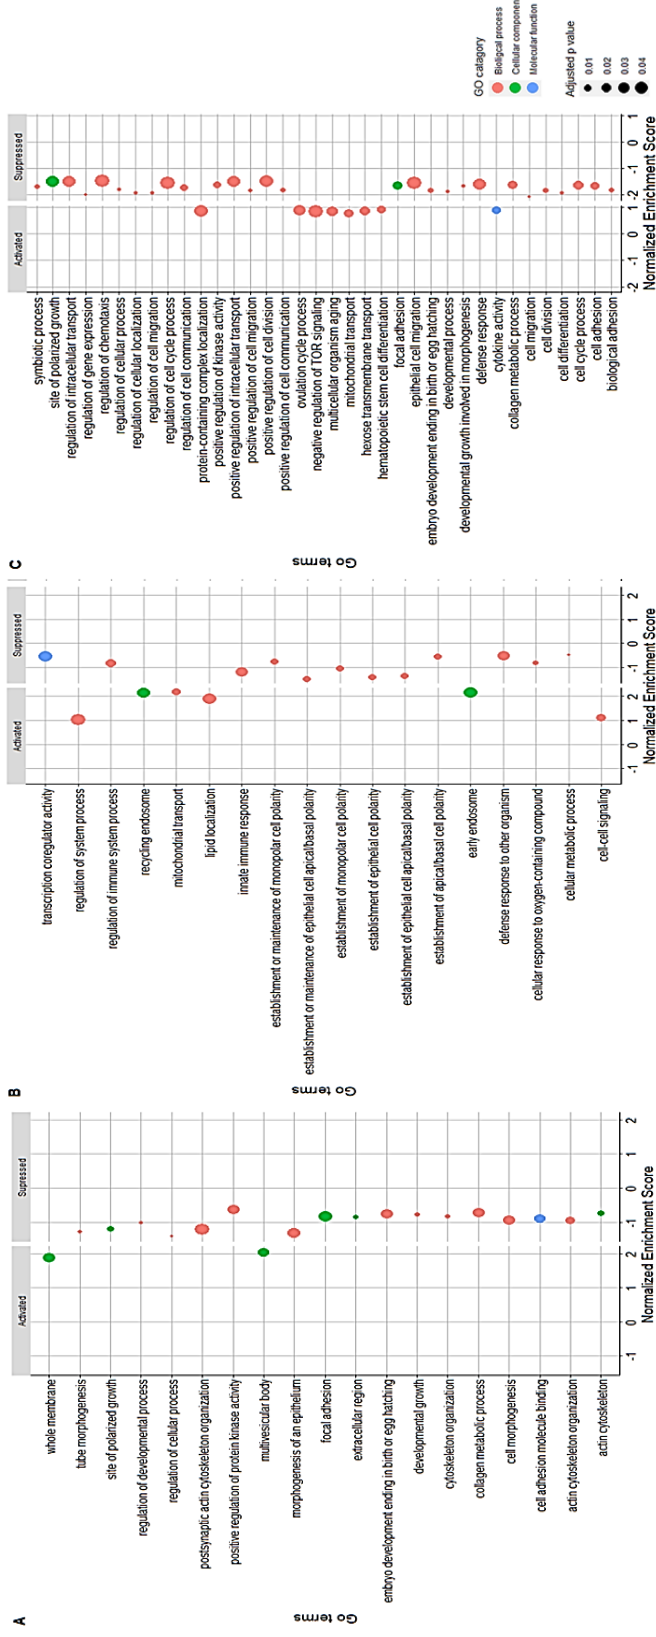 A
Go terms
whole membrane
tube morphogenesis
site of polarized growth
regulation of developmental process
regulation of cellular process
postsynaptic actin cytoskeleton organization
positive regulation of protein kinase activity
multivesicular body
morphogenesis of an epithelium
focal adhesion
extracellular region
embryo development ending in birth or egg hatching
developmental growth
cytoskeleton organization
collagen metabolic process
cell morphogenesis
cell adhesion molecule binding
actin cytoskeleton organization
actin cytoskeleton
Activated
Suppressed
-1 0 1 2
-1 0 1 2
Normalized Enrichment Score
B
Go terms
transcription coregulator activity
regulation of system process
regulation of immune system process
recycling endosome
mitochondrial transport
lipid localization
innate immune response
establishment or maintenance of monopolar cell polarity
establishment or maintenance of epithelial cell apical/basal polarity
establishment of monopolar cell polarity
establishment of epithelial cell polarity
establishment of epithelial cell apical/basal polarity
establishment of apical/basal cell polarity
early endosome
defense response to other organism
cellular response to oxygen-containing compound
cellular metabolic process
cell-cell signaling
Activated
Suppressed
-1 0 1 2
-1 0 1 2
Normalized Enrichment Score
C
Go terms
symbiotic process
site of polarized growth
regulation of intracellular transport
regulation of gene expression
regulation of chemotaxis
regulation of cellular process
regulation of cellular localization
regulation of cell migration
regulation of cell cycle process
regulation of cell communication
protein-containing complex localization
positive regulation of kinase activity
positive regulation of intracellular transport
positive regulation of cell migration
positive regulation of cell division
positive regulation of cell communication
ovulation cycle process
negative regulation of TOR signaling
multicellular organism aging
mitochondrial transport
hexose transmembrane transport
hematopoietic stem cell differentiation
focal adhesion
epithelial cell migration
embryo development ending in birth or egg hatching
developmental process
developmental growth involved in morphogenesis
defense response
cytokine activity
collagen metabolic process
cell migration
cell division
cell differentiation
cell cycle process
cell adhesion
biological adhesion
Activated
Suppressed
-2 -1 0 1
-2 -1 0 1
Normalized Enrichment Score
GO catagory
Bioligcal process
Cellular component
Molecular function
Adjusted p value
0.01
0.02
0.03
0.04